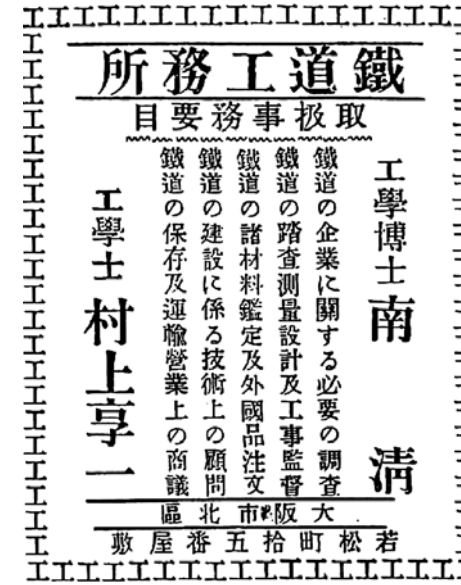 鐵道工務所
取扱事務要目
工學博士 南 清
鐵道の企業に關する必要の調査
鐵道の踏査測量設計及工事監督
鐵道の諸材料鑑定及外國品注文
鐵道の建設に係る技術上の顧問
鐵道の保存及運輸營業上の商議
工學士 村上享一
大阪市北區
若松町拾五番屋敷